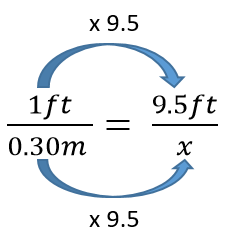 x 9.5
1ft / 0.30m = 9.5ft / x
x 9.5